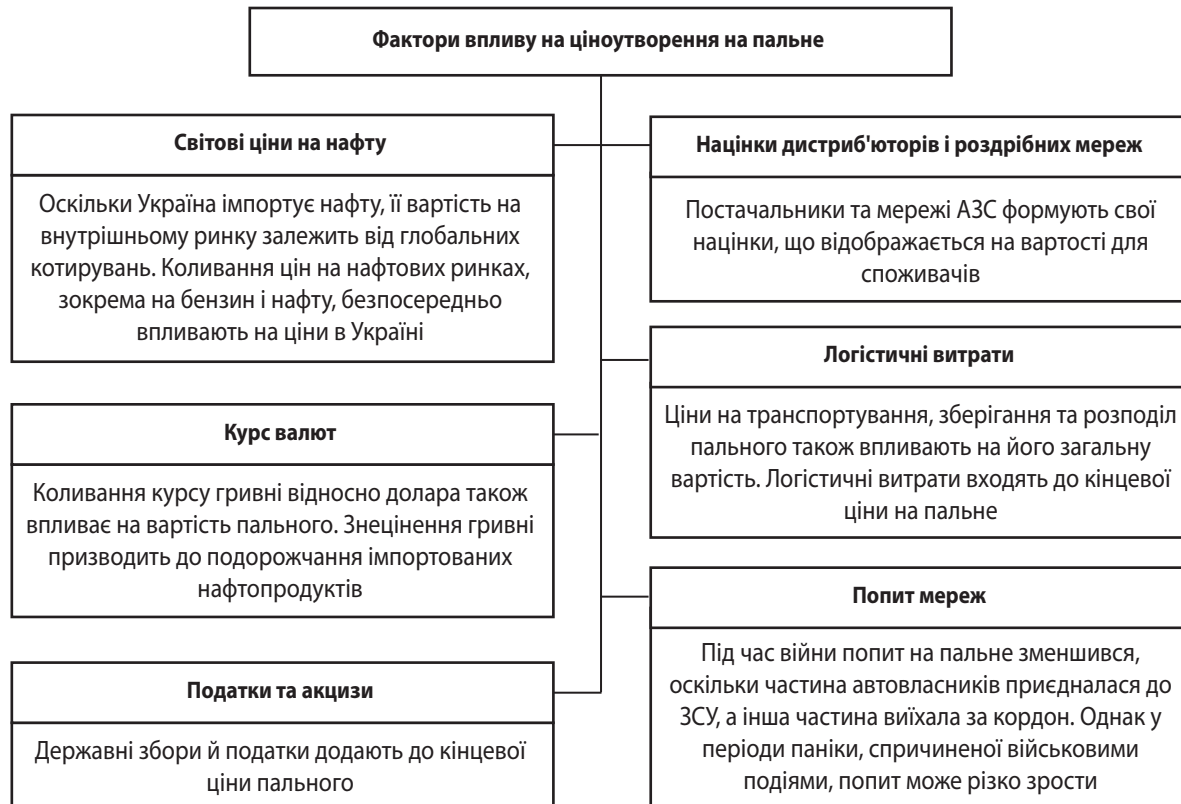 Фактори впливу на ціноутворення на пальне
Світові ціни на нафту
Оскільки Україна імпортує нафту, її вартість на
внутрішньому ринку залежить від глобальних
котирувань. Коливання цін на нафтових ринках,
зокрема на бензин і нафту, безпосередньо
впливають на ціни в Україні
Курс валют
Коливання курсу гривні відносно долара також
впливає на вартість пального. Знецінення гривні
призводить до подорожчання імпортованих
нафтопродуктів
Податки та акцизи
Державні збори й податки додають до кінцевої
ціни пального
Націнки дистриб'юторів і роздрібних мереж
Постачальники та мережі АЗС формують свої
націнки, що відображається на вартості для
споживачів
Логістичні витрати
Ціни на транспортування, зберігання та розподіл
пального також впливають на його загальну
вартість. Логістичні витрати входять до кінцевої
ціни на пальне
Попит мереж
Під час війни попит на пальне зменшився,
оскільки частина автовласників приєдналася до
ЗСУ, а інша частина виїхала за кордон. Однак у
періоди паніки, спричиненої військовими
подіями, попит може різко зрости